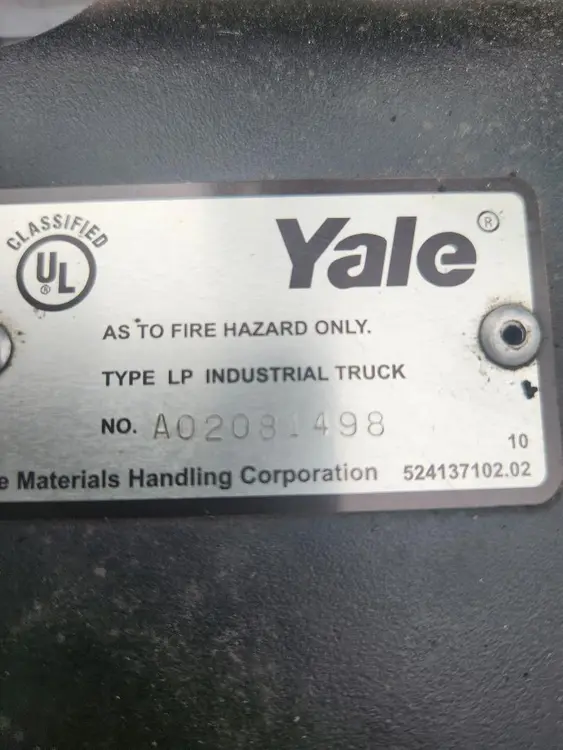 CLASSIFIED
UL®
Yale®
AS TO FIRE HAZARD ONLY.
TYPE LP INDUSTRIAL TRUCK
NO. A02081498
10
e Materials Handling Corporation 524137102.02